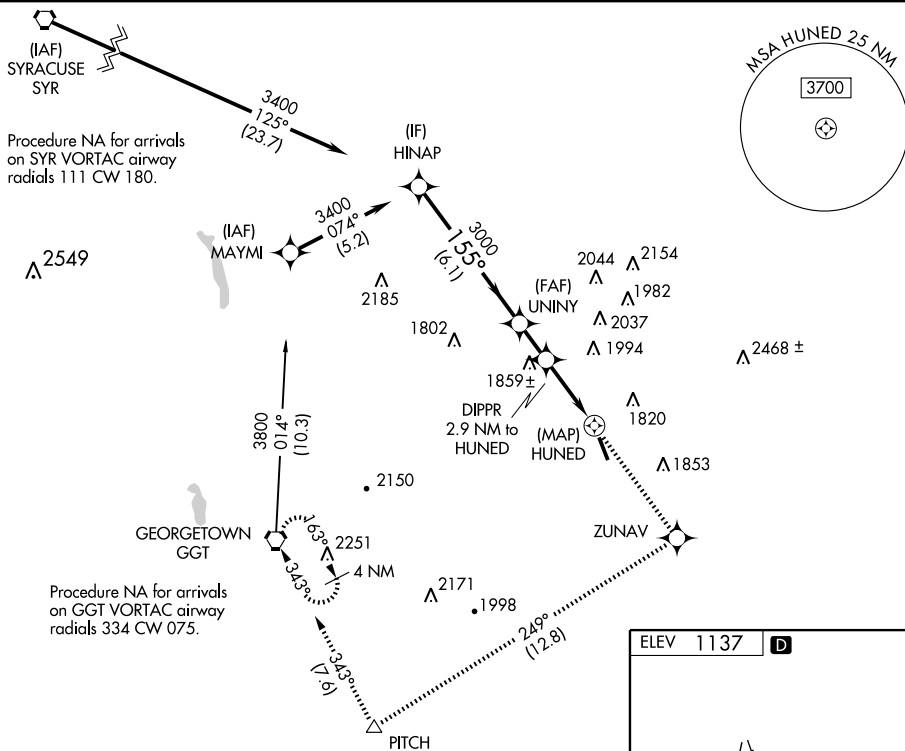 (IAF)
SYRACUSE
SYR
3400
125°
(23.7)
MSA HUNED 25 NM
3700
Procedure NA for arrivals
on SYR VORTAC airway
radials 111 CW 180.
(IF)
HINAP
(IAF)
MAYMI
3400
074°
(5.2)
3000
155°
(6.1)
2549
2185
1802
(FAF)
UNINY
2044
2154
1982
2037
1994
2468 ±
1859 ±
DIPPR
2.9 NM to
HUNED
1820
(MAP)
HUNED
1853
3800
014°
(10.3)
2150
GEORGETOWN
GGT
163°
2251
343°
4 NM
ZUNAV
Procedure NA for arrivals
on GGT VORTAC airway
radials 334 CW 075.
2171
1998
249°
(12.8)
343°
(7.6)
PITCH
ELEV 1137 D